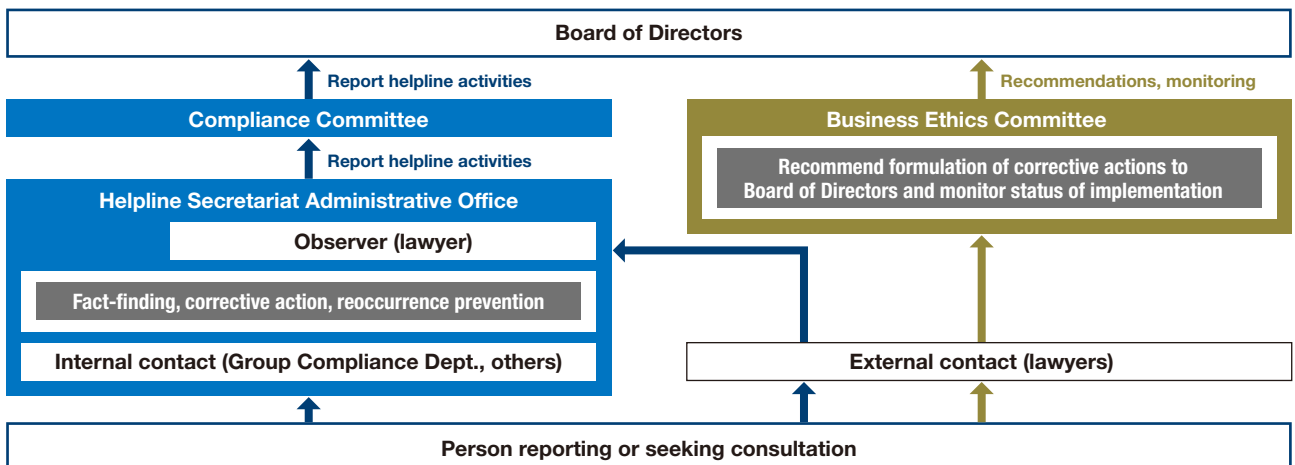 Board of Directors
Report helpline activities
Recommendations, monitoring
Compliance Committee
Business Ethics Committee
Report helpline activities
Recommend formulation of corrective actions to
Board of Directors and monitor status of implementation
Helpline Secretariat Administrative Office
Observer (lawyer)
Fact-finding, corrective action, reoccurrence prevention
Internal contact (Group Compliance Dept., others)
External contact (lawyers)
Person reporting or seeking consultation